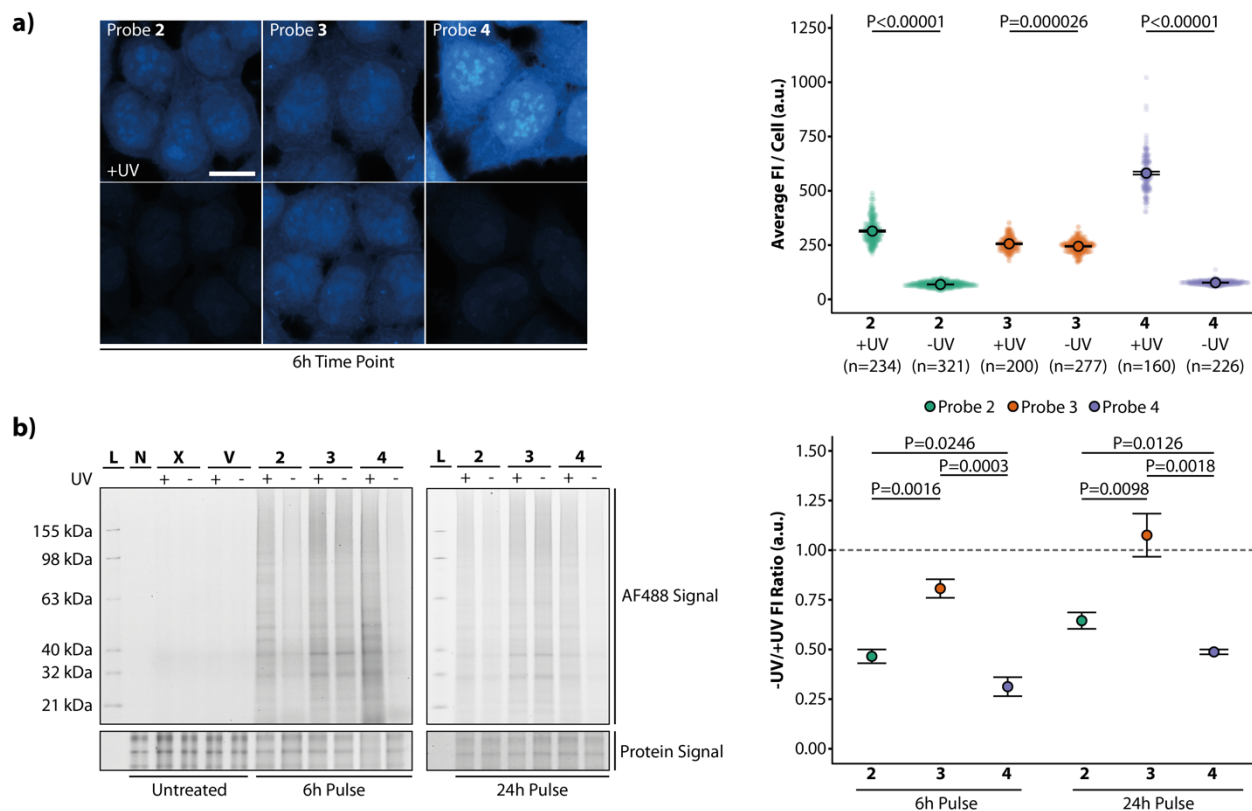 a)
Probe 2
Probe 3
Probe 4
+UV
6h Time Point
P<0.00001
P=0.000026
P<0.00001
Average FI / Cell (a.u.)
1250
1000
750
500
250
0
2 2 3 3 4 4
+UV -UV +UV -UV +UV -UV
(n=234) (n=321) (n=200) (n=277) (n=160) (n=226)
b)
L N X V 2 3 4
UV + - + - + - + - + -
155 kDa
98 kDa
63 kDa
40 kDa
32 kDa
21 kDa
Untreated
6h Pulse
L 2 3 4
+ - + - + -
24h Pulse
AF488 Signal
Protein Signal
Probe 2 Probe 3 Probe 4
-UV/+UV FI Ratio (a.u.)
1.50
1.25
1.00
0.75
0.50
0.25
0.00
P=0.0246
P=0.0003
P=0.0016
P=0.0126
P=0.0018
P=0.0098
2 3 4 2 3 4
6h Pulse 24h Pulse